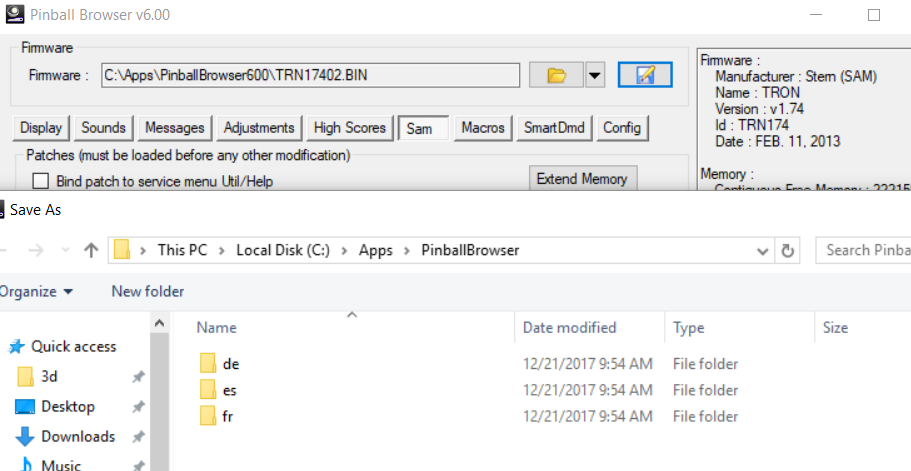 Pinball Browser v6.00
Firmware
Firmware : C:\Apps\PinballBrowser600\TRN17402.BIN
Display Sounds Messages Adjustments High Scores Sam Macros SmartDmd Config
Patches (must be loaded before any other modification)
Bind patch to service menu Util/Help
Extend Memory
Firmware :
Manufacturer : Stern (SAM)
Name : TRON
Version : v1.74
Id : TRN174
Date : FEB. 11, 2013
Memory :
Contiguous Free Memory : 22215
Save As
This PC > Local Disk (C:) > Apps > PinballBrowser
Search Pinba
Organize New folder
Quick access
3d
Desktop
Downloads
Music
Name Date modified Type Size
de 12/21/2017 9:54 AM File folder
es 12/21/2017 9:54 AM File folder
fr 12/21/2017 9:54 AM File folder